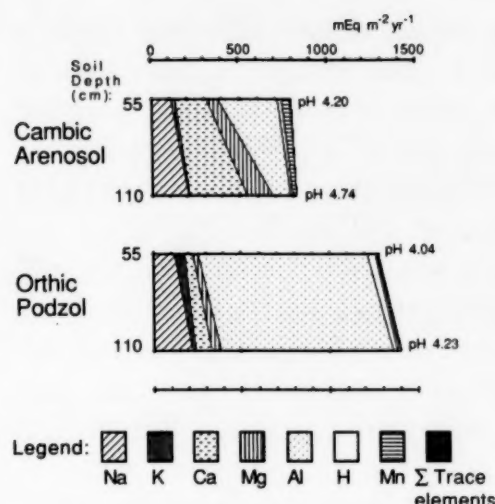 mEq m⁻² yr⁻¹
0 500 1000 1500
Soil
Depth
(cm):
55 pH 4.20
Cambic
Arenosol
110 pH 4.74
55 pH 4.04
Orthic
Podzol
110 pH 4.23
Legend:
Na K Ca Mg Al H Mn Σ Trace
elements